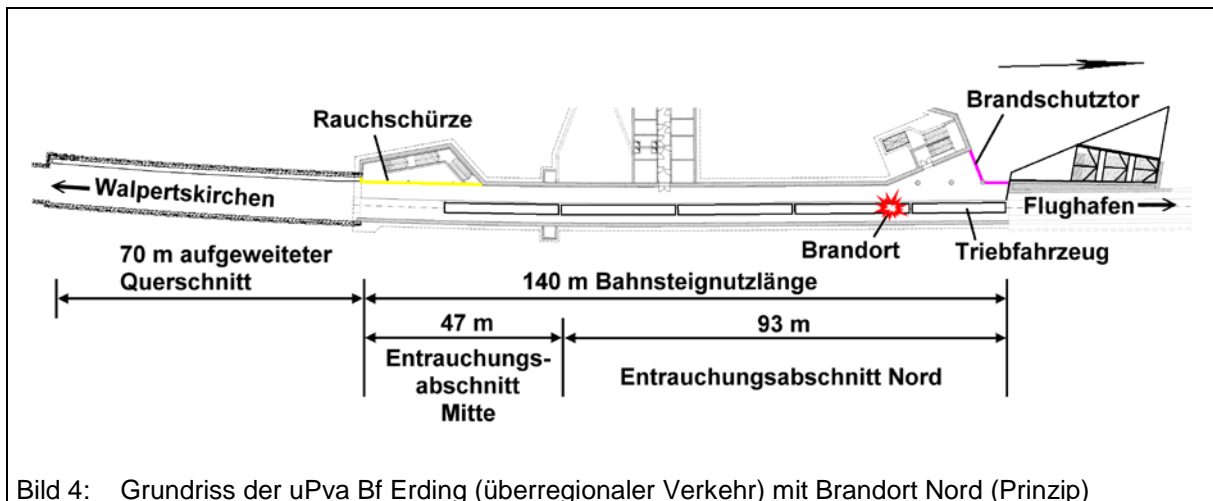 Rauchschürze
Brandschutztor
Walpertskirchen
Flughafen
Brandort
Triebfahrzeug
70 m aufgeweiteter
Querschnitt
140 m Bahnsteignutzlänge
47 m
93 m
Entrauchungs-
abschnitt
Mitte
Entrauchungsabschnitt Nord
Bild 4: Grundriss der uPva Bf Erding (überregionaler Verkehr) mit Brandort Nord (Prinzip)